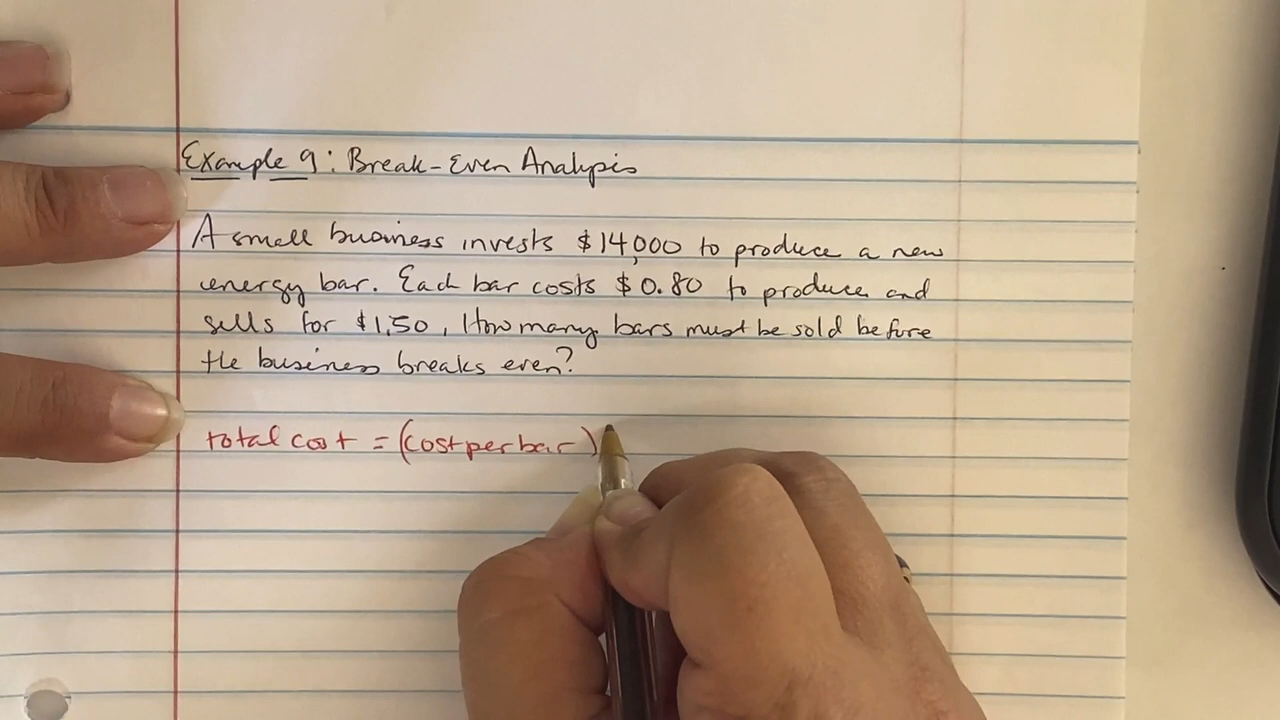 Example 9: Break-Even Analysis
A small business invests $14,000 to produce a new
energy bar. Each bar costs $0.80 to produce and
sells for $1.50. How many bars must be sold before
the business breaks even?
total cost = (cost per bar)